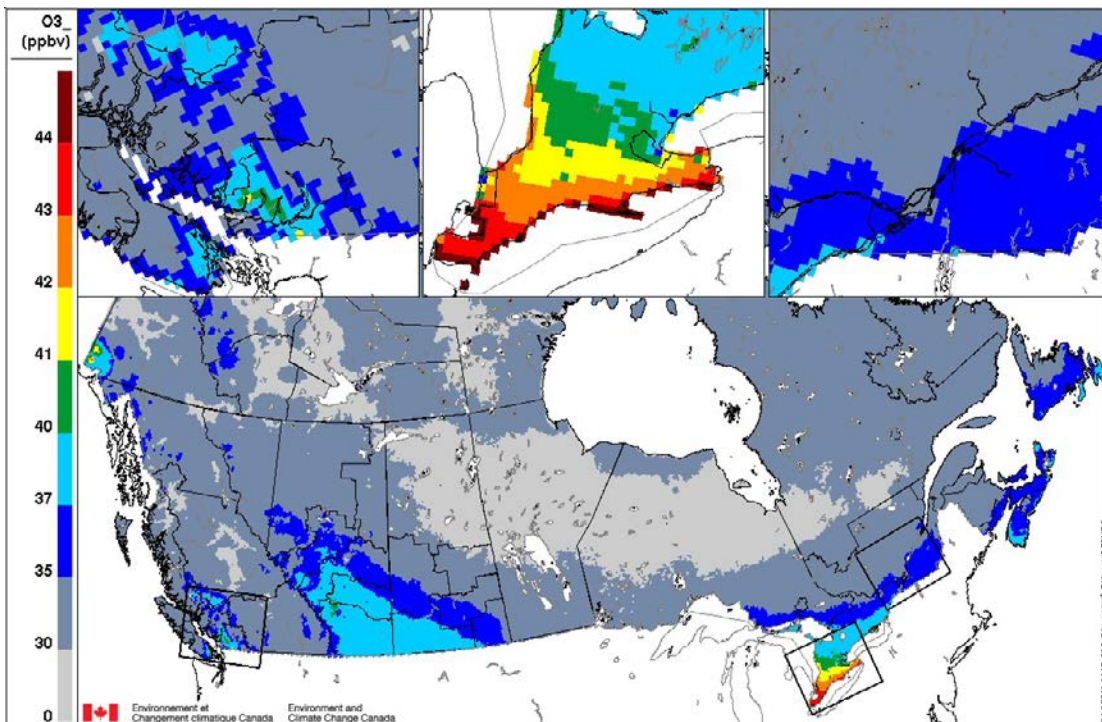 O3_
(ppbv)
44
43
42
41
40
37
35
30
0
Environnement et
Changement climatique Canada
Environment and
Climate Change Canada